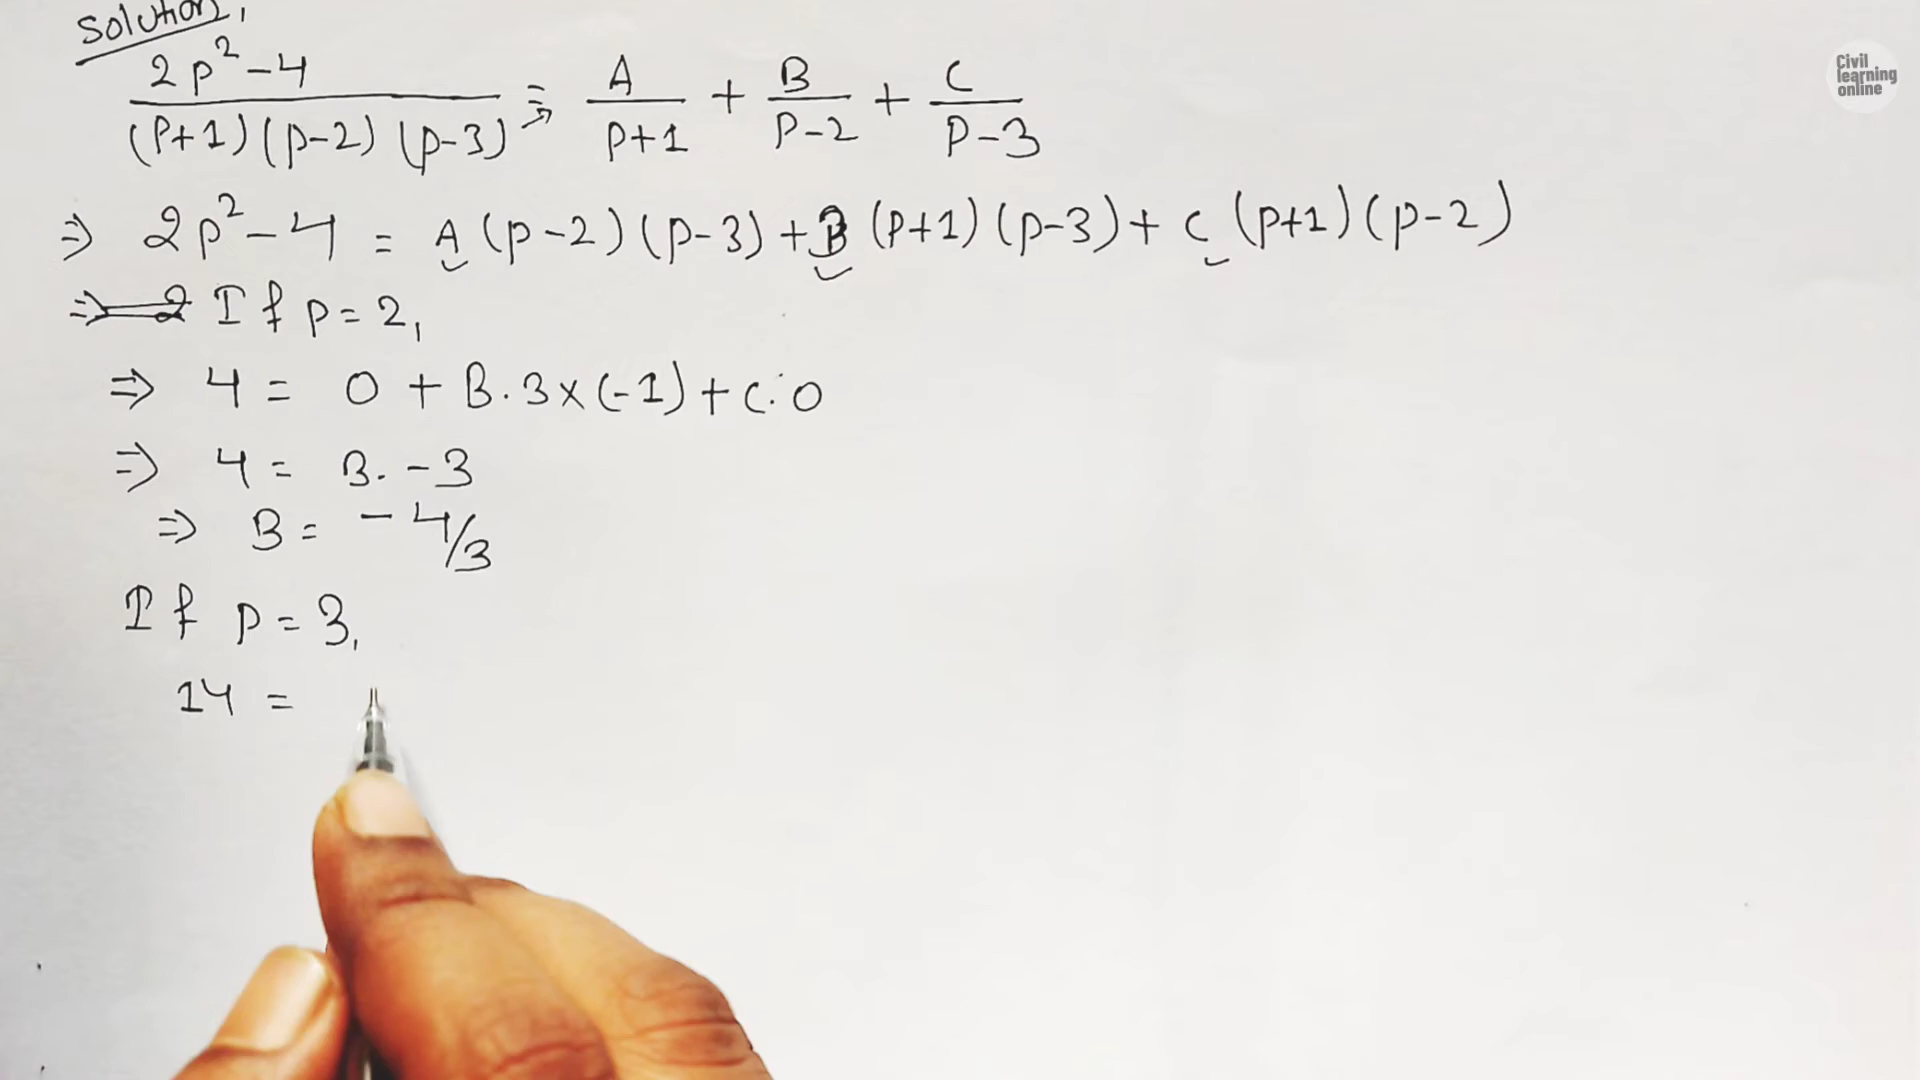 Solution,
2p²-4 / (P+1)(p-2)(p-3) = A / p+1 + B / P-2 + C / P-3
⇒ 2p²-4 = A(p-2)(p-3)+B(p+1)(p-3)+C(p+1)(p-2)
⇒ 2 If p=2,
⇒ 4 = 0 + B.3×(-1)+C.0
⇒ 4 = B. -3
⇒ B = -4/3
If p=3,
14 =
Civil
learning
online